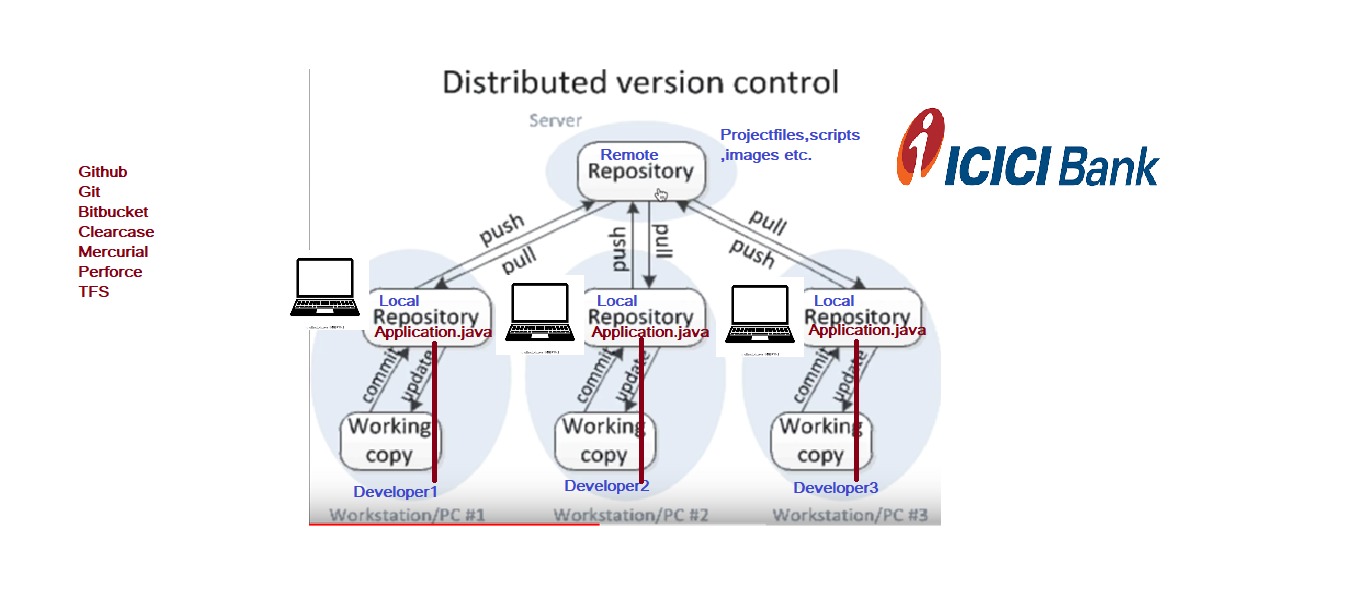 Distributed version control
Server
Projectfiles,scripts
,images etc.
Remote
Repository
ICICI Bank
Github
Git
Bitbucket
Clearcase
Mercurial
Perforce
TFS
push
pull
push
pull
pull
push
Local
Repository
Application.java
Local
Repository
Application.java
Local
Repository
Application.java
commit
update
commit
update
commit
update
Working
copy
Working
copy
Working
copy
Developer1
Developer2
Developer3
Workstation/PC #1
Workstation/PC #2
Workstation/PC #3